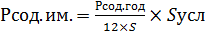 Рсод.им. = Рсод.год / 12 × S × Sусл